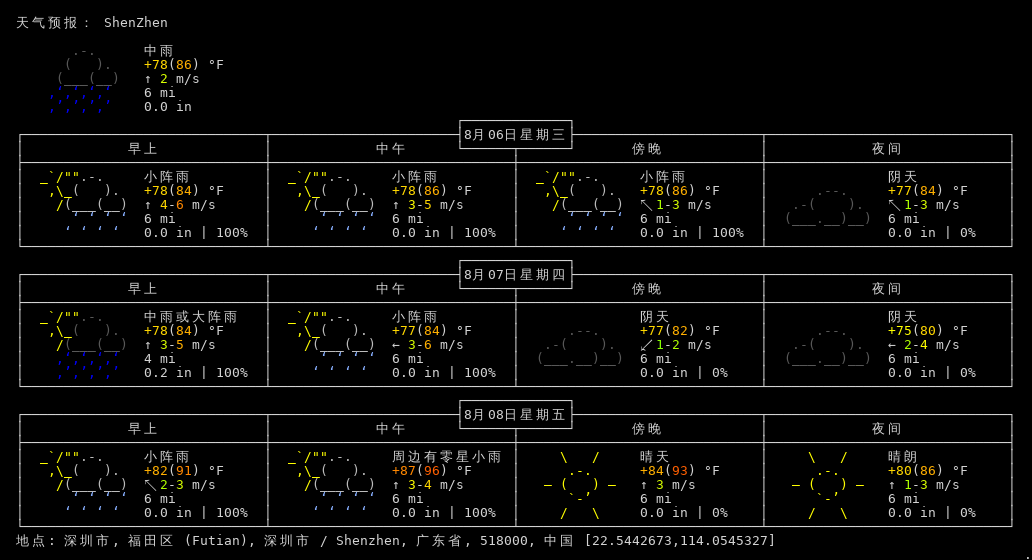 天气预报： ShenZhen
中雨
+78(86) °F
↑ 2 m/s
6 mi
0.0 in
8月06日星期三
早上 中午 傍晚 夜间
小阵雨 小阵雨 小阵雨 阴天
+78(84) °F +78(86) °F +78(86) °F +77(84) °F
↑ 4-6 m/s ↑ 3-5 m/s ↖ 1-3 m/s ↖ 1-3 m/s
6 mi 6 mi 6 mi 6 mi
0.0 in | 100% 0.0 in | 100% 0.0 in | 100% 0.0 in | 0%
8月07日星期四
早上 中午 傍晚 夜间
中雨或大阵雨 小阵雨 阴天 阴天
+78(84) °F +77(84) °F +77(82) °F +75(80) °F
↑ 3-5 m/s ← 3-6 m/s ↙ 1-2 m/s ← 2-4 m/s
4 mi 6 mi 6 mi 6 mi
0.2 in | 100% 0.0 in | 100% 0.0 in | 0% 0.0 in | 0%
8月08日星期五
早上 中午 傍晚 夜间
小阵雨 周边有零星小雨 晴天 晴朗
+82(91) °F +87(96) °F +84(93) °F +80(86) °F
↖ 2-3 m/s ↑ 3-4 m/s ↑ 3 m/s ↑ 1-3 m/s
6 mi 6 mi 6 mi 6 mi
0.0 in | 100% 0.0 in | 100% 0.0 in | 0% 0.0 in | 0%
地点: 深圳市, 福田区 (Futian), 深圳市 / Shenzhen, 广东省, 518000, 中国 [22.5442673,114.0545327]